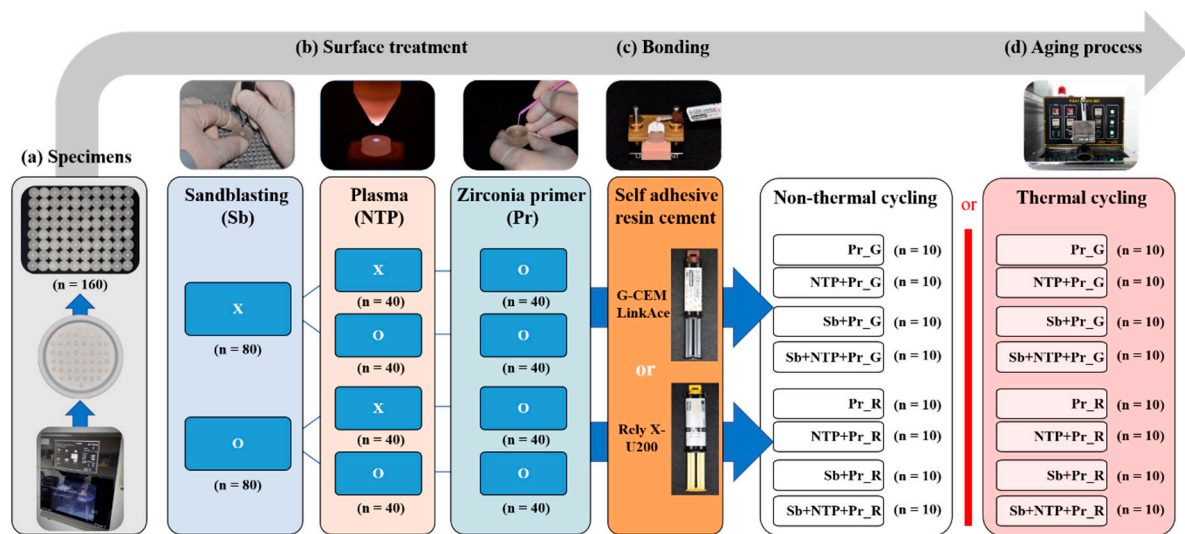 (b) Surface treatment
(c) Bonding
(d) Aging process
(a) Specimens
(n = 160)
Sandblasting
(Sb)
X
(n = 80)
O
(n = 80)
Plasma
(NTP)
X
(n = 40)
O
(n = 40)
X
(n = 40)
O
(n = 40)
Zirconia primer
(Pr)
O
(n = 40)
O
(n = 40)
O
(n = 40)
O
(n = 40)
Self adhesive
resin cement
G-CEM
LinkAce
or
Rely X-
U200
Non-thermal cycling
Pr_G (n = 10)
NTP+Pr_G (n = 10)
Sb+Pr_G (n = 10)
Sb+NTP+Pr_G (n = 10)
Pr_R (n = 10)
NTP+Pr_R (n = 10)
Sb+Pr_R (n = 10)
Sb+NTP+Pr_R (n = 10)
or
Thermal cycling
Pr_G (n = 10)
NTP+Pr_G (n = 10)
Sb+Pr_G (n = 10)
Sb+NTP+Pr_G (n = 10)
Pr_R (n = 10)
NTP+Pr_R (n = 10)
Sb+Pr_R (n = 10)
Sb+NTP+Pr_R (n = 10)